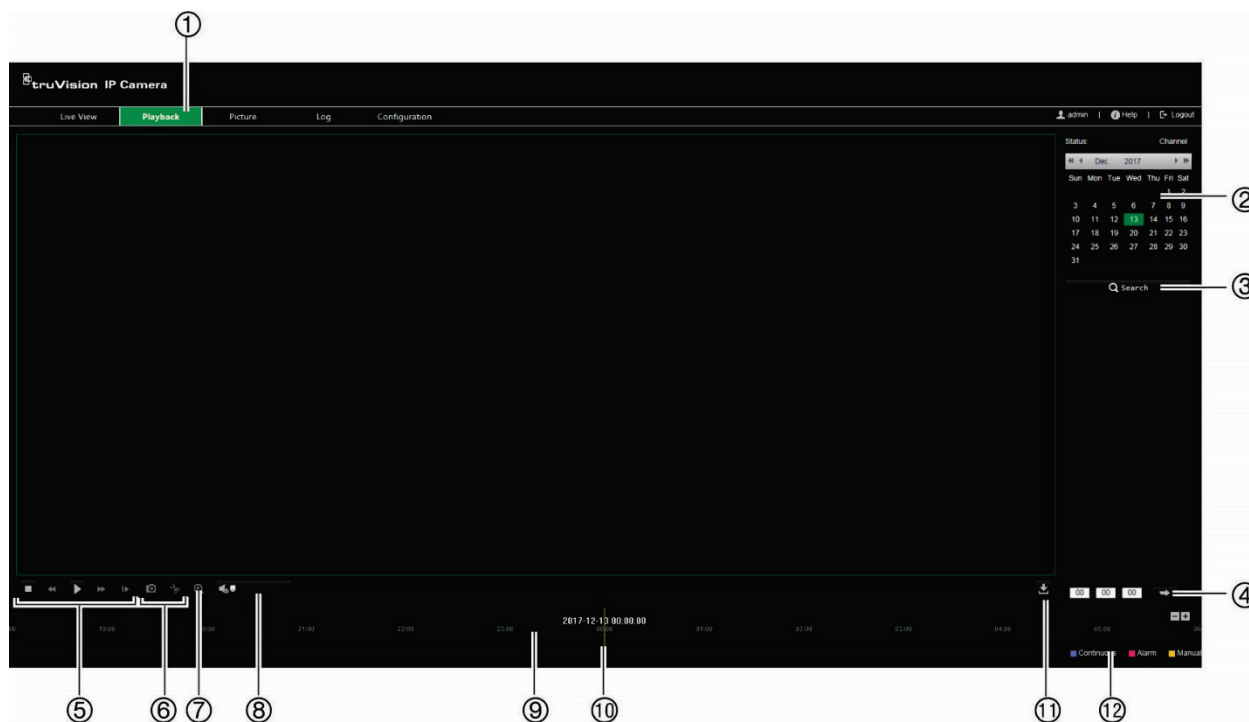 ①
truVision IP Camera
Live View Playback Picture Log Configuration admin | Help | Logout
Status: Channel
Dec 2017
Sun Mon Tue Wed Thu Fri Sat
1 2
②
3 4 5 6 7 8 9
10 11 12 13 14 15 16
17 18 19 20 21 22 23
24 25 26 27 28 29 30
31
Search ③
00 00 00 ④
2017-12-13 00:00:00
19:00 20:00 21:00 22:00 23:00 00:00 01:00 02:00 03:00 04:00 05:00
Continuous Alarm Manual
⑤ ⑥ ⑦ ⑧ ⑨ ⑩ ⑪ ⑫